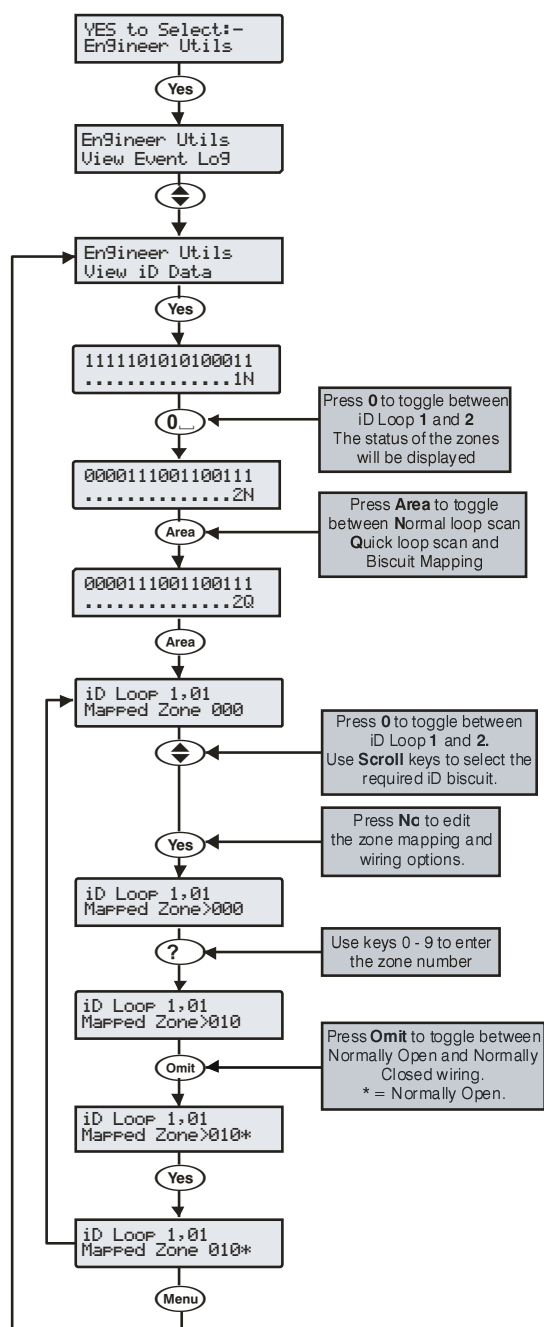 YES to Select:-
Engineer Utils
Yes
Engineer Utils
View Event Log
Engineer Utils
View iD Data
Yes
1111101010100011
..............1N
0
Press 0 to toggle between
iD Loop 1 and 2
The status of the zones
will be displayed
0000111001100111
..............2N
Area
Press Area to toggle
between Normal loop scan
Quick loop scan and
Biscuit Mapping
0000111001100111
..............2Q
Area
iD Loop 1,01
Mapped Zone 000
Press 0 to toggle between
iD Loop 1 and 2.
Use Scroll keys to select the
required iD biscuit.
Yes
Press No to edit
the zone mapping and
wiring options.
iD Loop 1,01
Mapped Zone>000
?
Use keys 0 - 9 to enter
the zone number
iD Loop 1,01
Mapped Zone>010
Omit
Press Omit to toggle between
Normally Open and Normally
Closed wiring.
* = Normally Open.
iD Loop 1,01
Mapped Zone>010*
Yes
iD Loop 1,01
Mapped Zone 010*
Menu